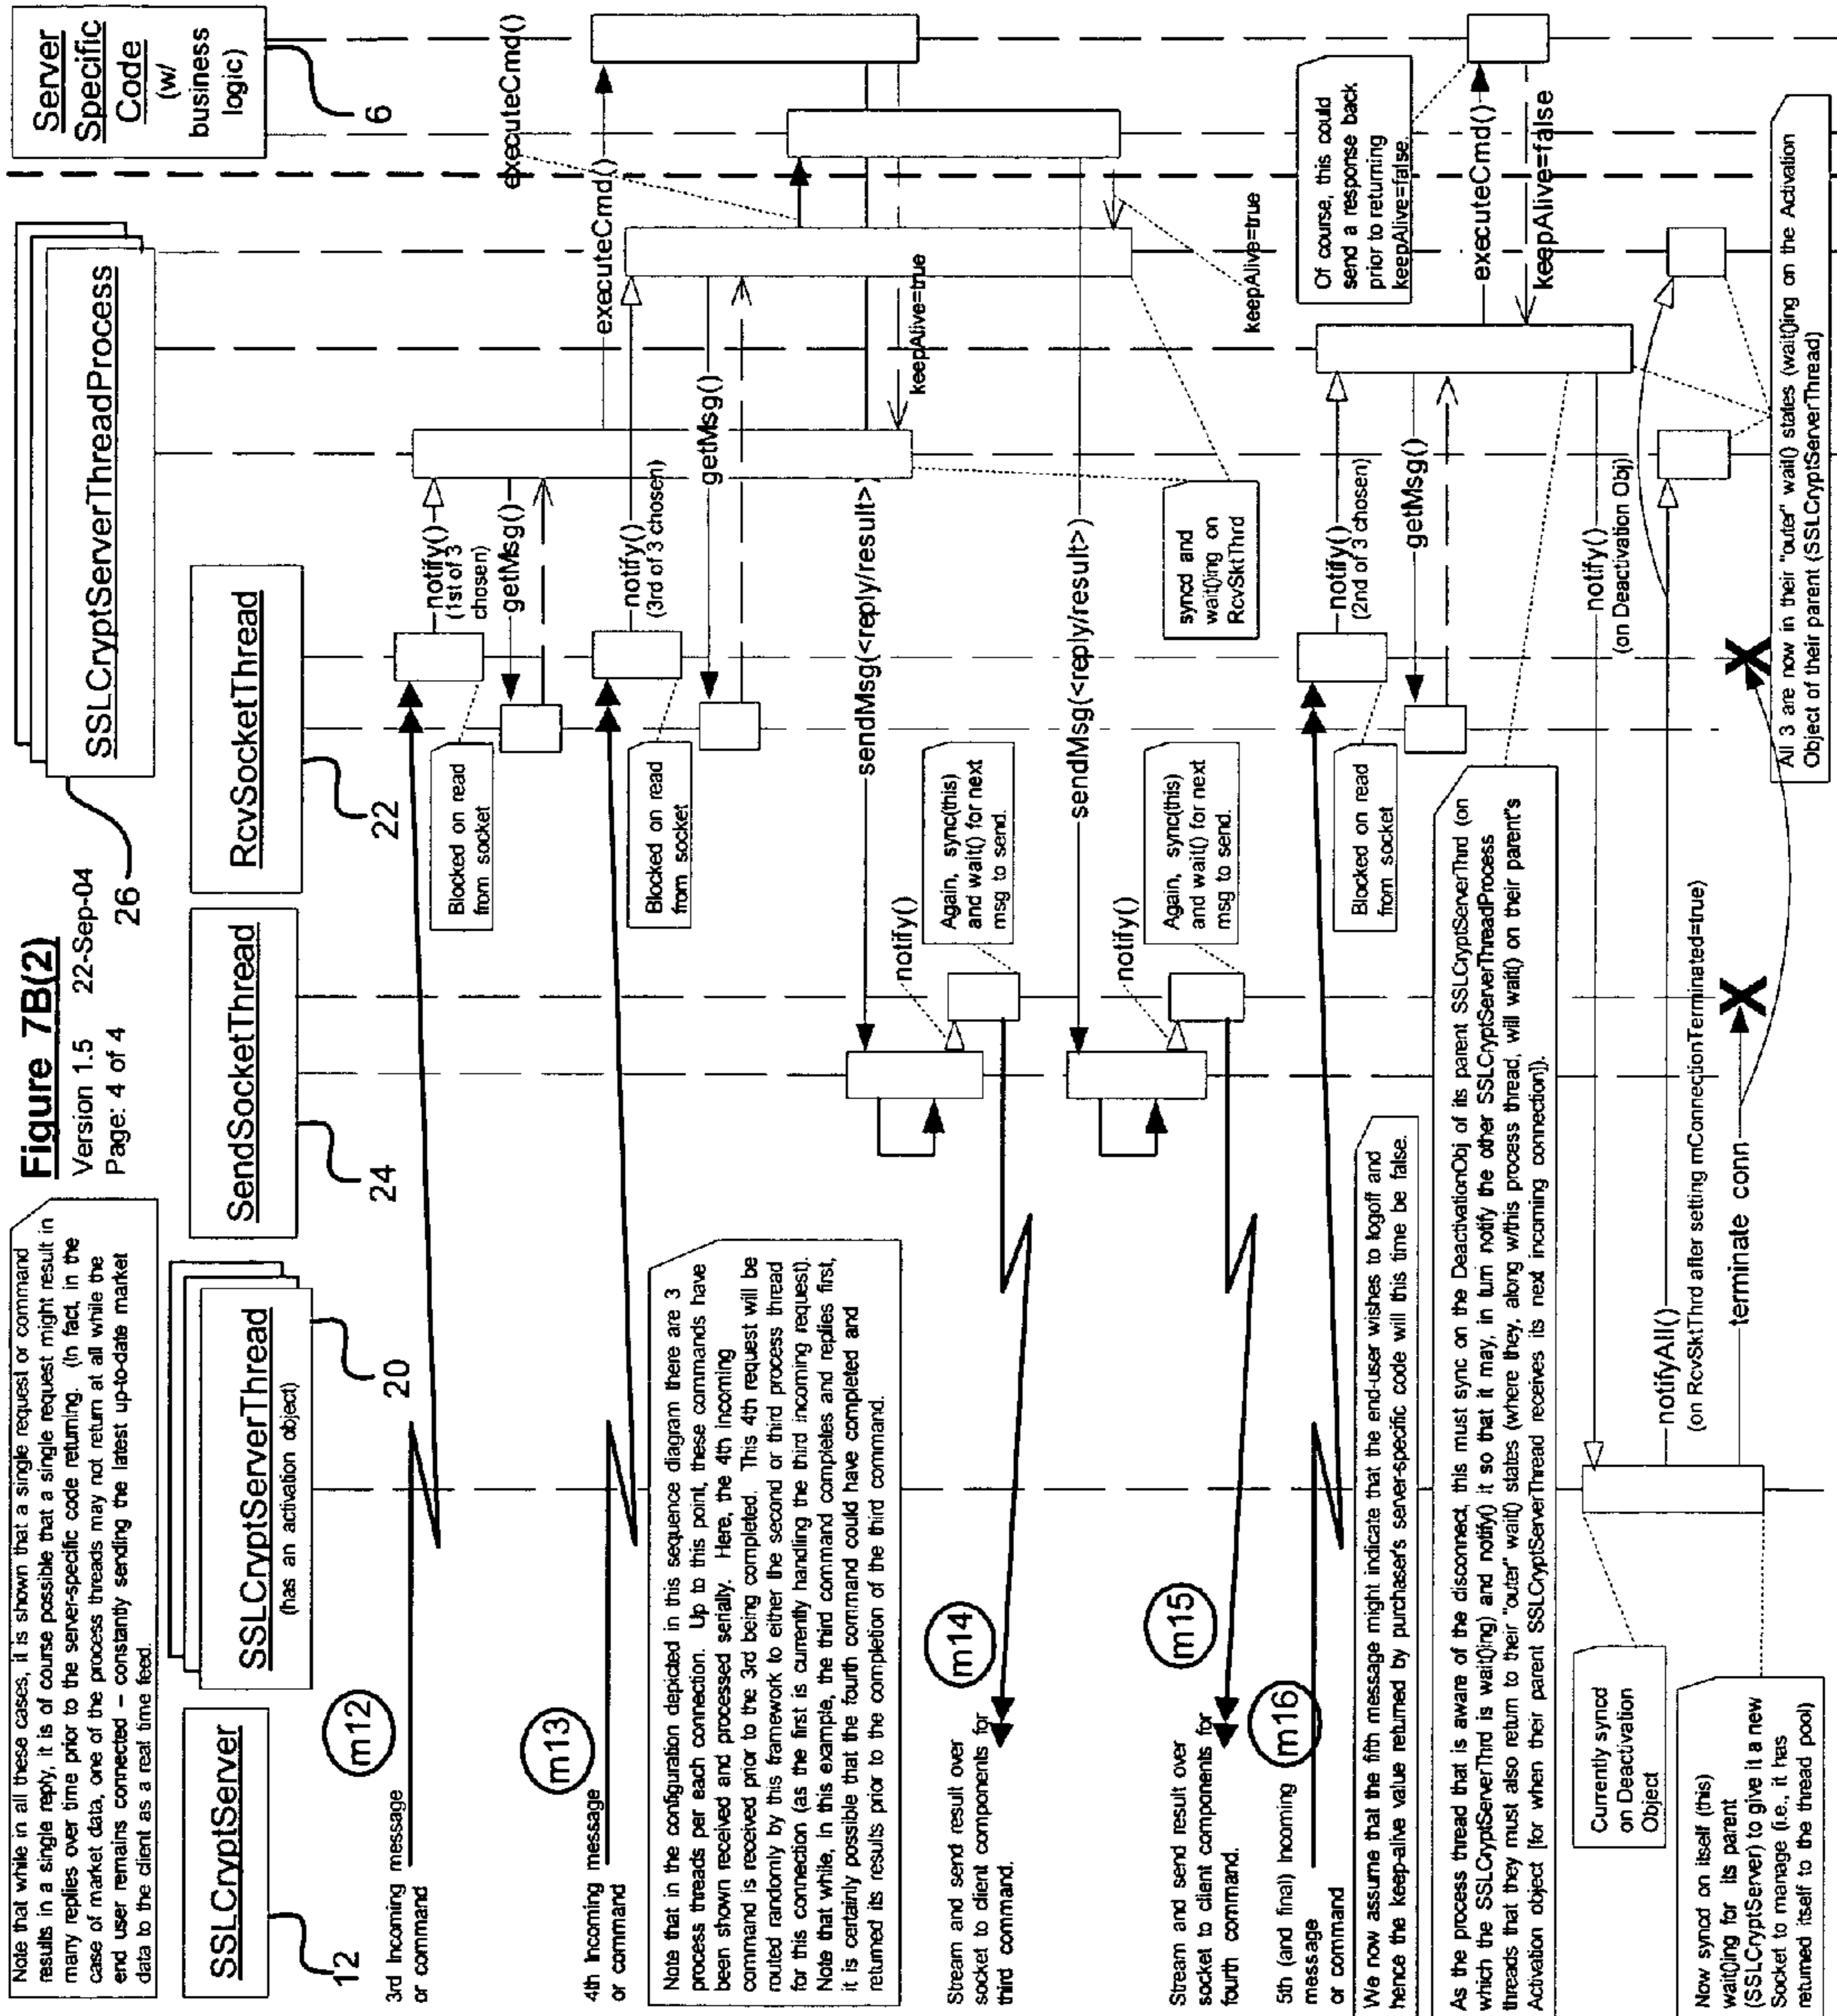 Figure 7B(2)
Version 1.5 22-Sep-04
Page: 4 of 4
Note that while in all these cases, it is shown that a single request or command
results in a single reply, it is of course possible that a single request might result in
many replies over time prior to the server-specific code returning. (In fact, in the
case of market data, one of the process threads may not return at all while the
end user remains connected – constantly sending the latest up-to-date market
data to the client as a real time feed.
SSLCryptServer
12
SSLCryptServerThread
(has an activation object)
20
SendSocketThread
24
RcvSocketThread
22
SSLCryptServerThreadProcess
26
Server
Specific
Code
(w/
business
logic)
6
m12
3rd Incoming message
or command
notify()
(1st of 3
chosen)
getMsg()
Blocked on read
from socket
executeCmd()
executeCmd()
m13
4th Incoming message
or command
notify()
(3rd of 3 chosen)
getMsg()
Blocked on read
from socket
Note that in the configuration depicted in this sequence diagram there are 3
process threads per each connection. Up to this point, these commands have
been shown received and processed serially. Here, the 4th incoming
command is received prior to the 3rd being completed. This 4th request will be
routed randomly by this framework to either the second or third process thread
for this connection (as the first is currently handling the third incoming request).
Note that while, in this example, the third command completes and replies first,
it is certainly possible that the fourth command could have completed and
returned its results prior to the completion of the third command.
sendMsg(<reply/result>)
keepAlive=true
notify()
Again, sync(this)
and wait() for next
msg to send.
m14
Stream and send result over
socket to client components for
third command.
sendMsg(<reply/result>)
keepAlive=true
syncd and
wait()ing on
RcvSktThrd
notify()
Again, sync(this)
and wait() for next
msg to send.
m15
Stream and send result over
socket to client components for
fourth command.
m16
5th (and final) Incoming
message
or command
notify()
(2nd of 3 chosen)
getMsg()
Blocked on read
from socket
Of course, this could
send a response back
prior to returning
keepAlive=false.
executeCmd()
keepAlive=false
We now assume that the fifth message might indicate that the end-user wishes to logoff and
hence the keep-alive value returned by purchaser's server-specific code will this time be false.
As the process thread that is aware of the disconnect, this must sync on the DeactivationObj of its parent SSLCryptServerThrd (on
which the SSLCryptServerThrd is wait()ing) and notify() it so that it may, in turn notify the other SSLCryptServerThreadProcess
threads that they must also return to their "outer" wait() states (where they, along w/this process thread, will wait() on their parent's
Activation object [for when their parent SSLCryptServerThread receives its next incoming connection]).
notify()
(on Deactivation Obj)
Currently syncd
on Deactivation
Object
notifyAll()
(on RcvSktThrd after setting mConnectionTerminated=true)
terminate conn
Now syncd on itself (this)
wait()ing for its parent
(SSLCryptServer) to give it a new
Socket to manage (i.e., it has
returned itself to the thread pool)
All 3 are now in their "outer" wait() states (wait()ing on the Activation
Object of their parent (SSLCryptServerThread)